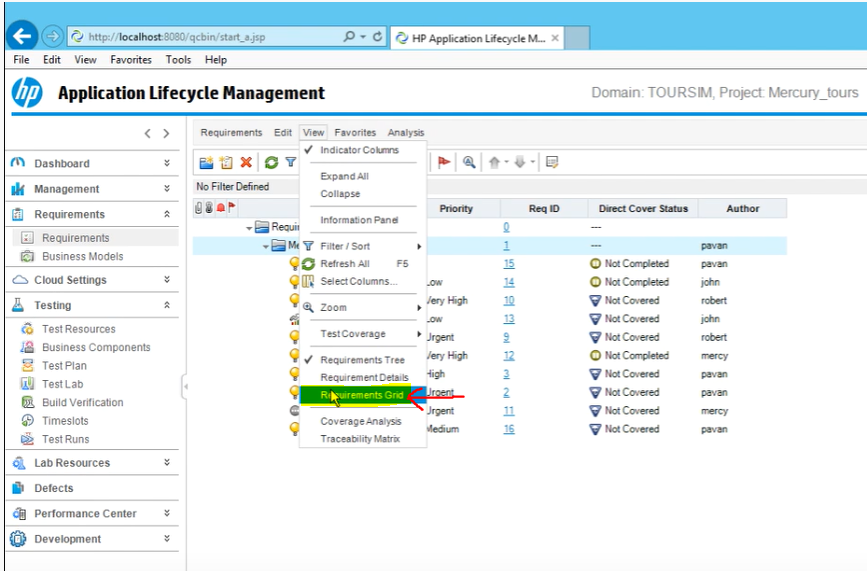 http://localhost:8080/qcbin/start_a.jsp
HP Application Lifecycle M...
File Edit View Favorites Tools Help
hp
Application Lifecycle Management
Domain: TOURSIM, Project: Mercury_tours
Requirements Edit View Favorites Analysis
Dashboard
Management
Requirements
Requirements
Business Models
Cloud Settings
Testing
Test Resources
Business Components
Test Plan
Test Lab
Build Verification
Timeslots
Test Runs
Lab Resources
Defects
Performance Center
Development
No Filter Defined
Indicator Columns
Expand All
Collapse
Information Panel
Filter / Sort
Refresh All F5
Select Columns...
Zoom
Test Coverage
Requirements Tree
Requirement Details
Requirements Grid
Coverage Analysis
Traceability Matrix
Priority Req ID Direct Cover Status Author
0 ---
1 --- pavan
15 Not Completed pavan
14 Not Completed john
Very High 10 Not Covered robert
13 Not Covered john
9 Not Covered robert
Very High 12 Not Completed mercy
High 3 Not Covered pavan
Urgent 2 Not Covered pavan
Urgent 11 Not Covered mercy
Medium 16 Not Covered pavan